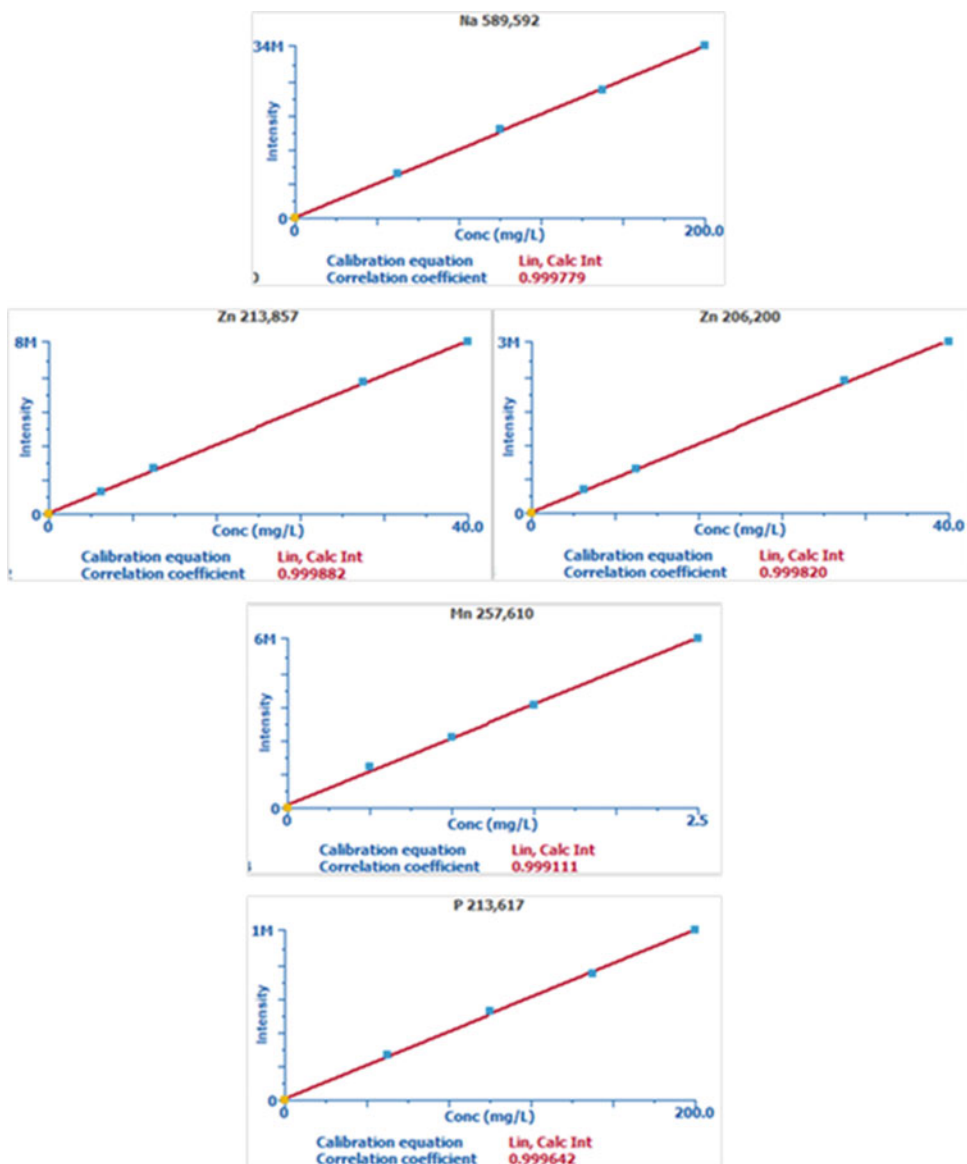 Na 589,592
34M
Intensity
0
0
Conc (mg/L)
200.0
Calibration equation Lin, Calc Int
Correlation coefficient 0.999779
Zn 213,857
8M
Intensity
0
0
Conc (mg/L)
40.0
Calibration equation Lin, Calc Int
Correlation coefficient 0.999882
Zn 206,200
3M
Intensity
0
0
Conc (mg/L)
40.0
Calibration equation Lin, Calc Int
Correlation coefficient 0.999820
Mn 257,610
6M
Intensity
0
0
Conc (mg/L)
2.5
Calibration equation Lin, Calc Int
Correlation coefficient 0.999111
P 213,617
1M
Intensity
0
0
Conc (mg/L)
200.0
Calibration equation Lin, Calc Int
Correlation coefficient 0.999642